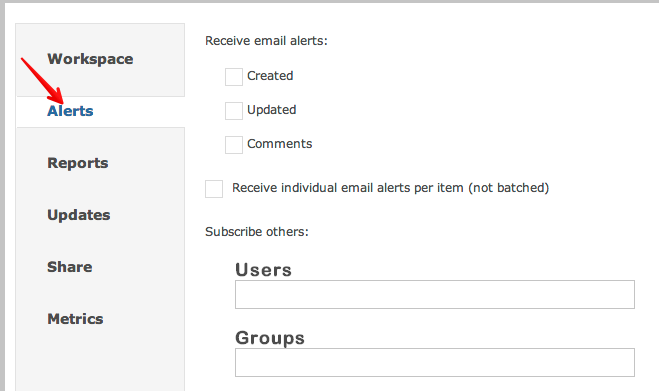 Workspace
Alerts
Reports
Updates
Share
Metrics
Receive email alerts:
Created
Updated
Comments
Receive individual email alerts per item (not batched)
Subscribe others:
Users
Groups